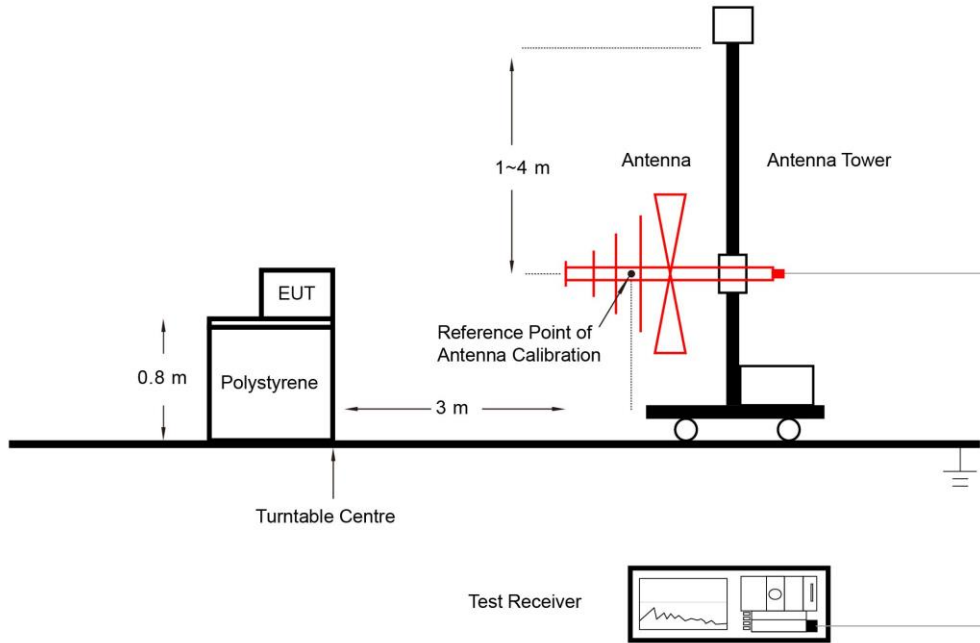 1~4 m
Antenna
Antenna Tower
EUT
Reference Point of
Antenna Calibration
0.8 m
Polystyrene
3 m
Turntable Centre
Test Receiver